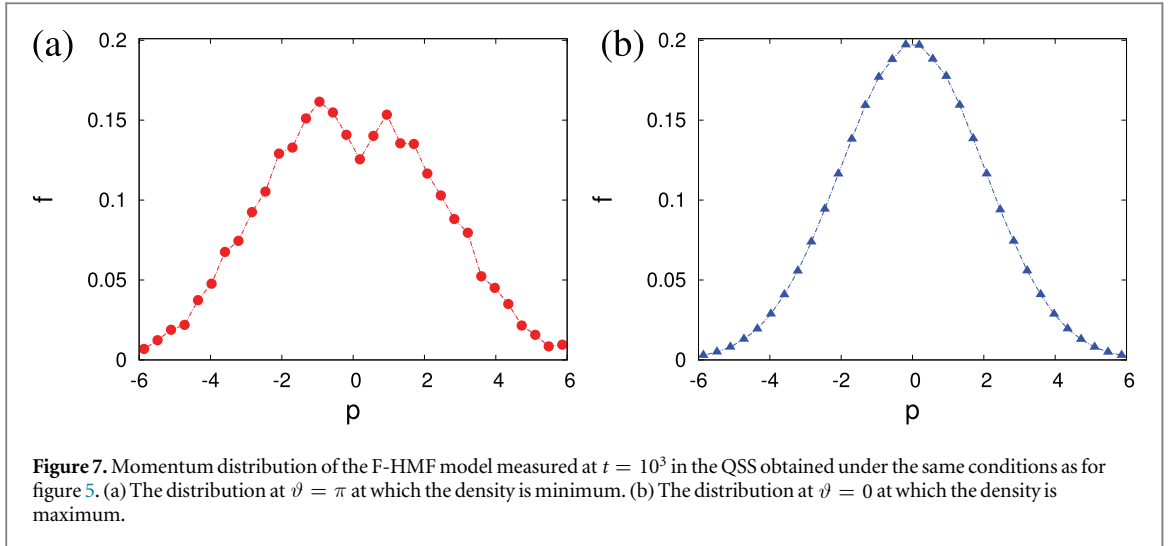 (a)
0.2
0.15
0.1
0.05
0
f
-6 -4 -2 0 2 4 6
p
(b)
0.2
0.15
0.1
0.05
0
f
-6 -4 -2 0 2 4 6
p
Figure 7. Momentum distribution of the F-HMF model measured at t = 10³ in the QSS obtained under the same conditions as for
figure 5. (a) The distribution at ϑ = π at which the density is minimum. (b) The distribution at ϑ = 0 at which the density is
maximum.